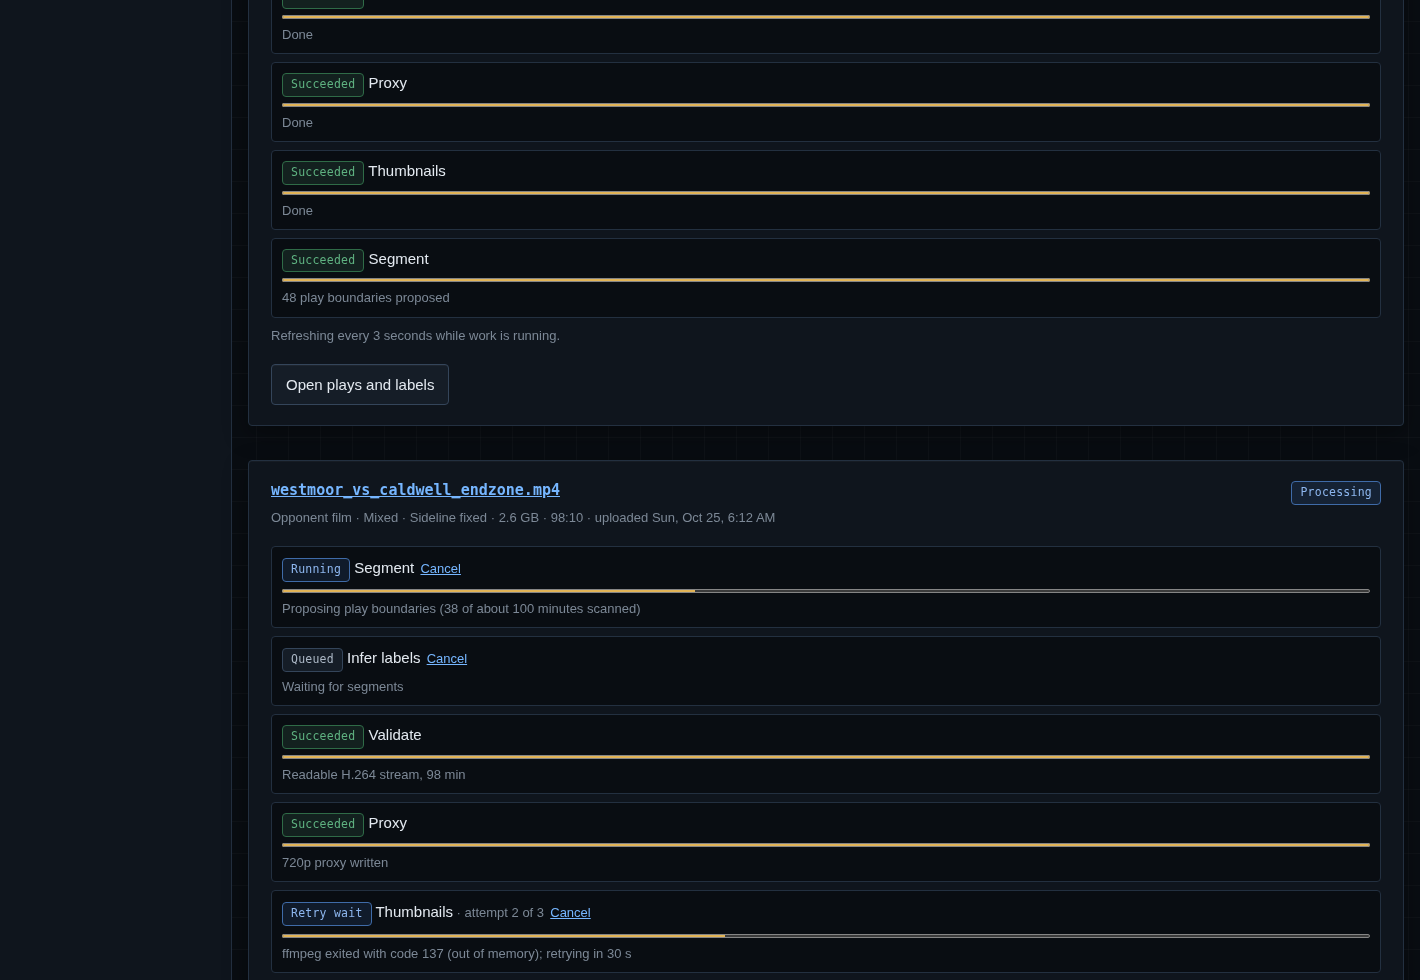 Done
Succeeded Proxy
Done
Succeeded Thumbnails
Done
Succeeded Segment
48 play boundaries proposed
Refreshing every 3 seconds while work is running.
Open plays and labels
westmoor_vs_caldwell_endzone.mp4
Processing
Opponent film · Mixed · Sideline fixed · 2.6 GB · 98:10 · uploaded Sun, Oct 25, 6:12 AM
Running Segment Cancel
Proposing play boundaries (38 of about 100 minutes scanned)
Queued Infer labels Cancel
Waiting for segments
Succeeded Validate
Readable H.264 stream, 98 min
Succeeded Proxy
720p proxy written
Retry wait Thumbnails · attempt 2 of 3 Cancel
ffmpeg exited with code 137 (out of memory); retrying in 30 s